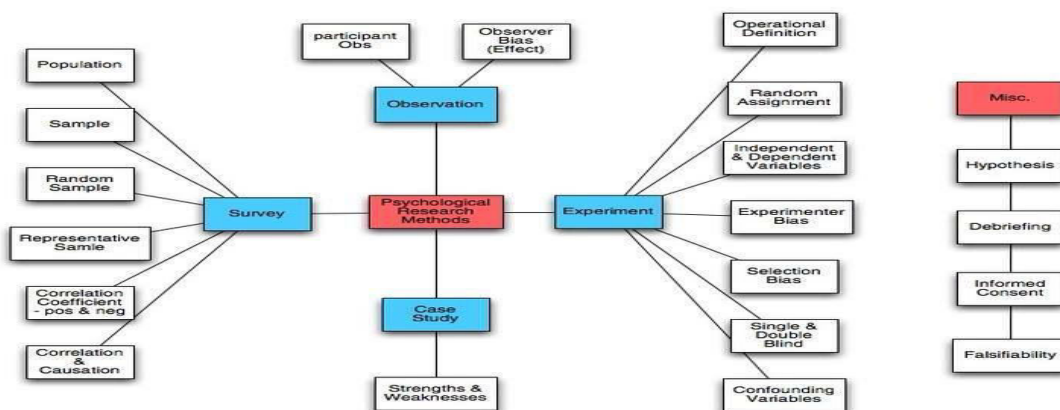 participant
Obs
Observer
Bias
(Effect)
Operational
Definition
Population
Observation
Random
Assignment
Misc.
Sample
Independent
& Dependent
Variables
Hypothesis
Random
Sample
Survey
Psychological
Research
Methods
Experiment
Experimenter
Bias
Debriefing
Representative
Samle
Correlation
Coefficient
- pos & neg
Case
Study
Selection
Bias
Informed
Consent
Correlation
&
Causation
Single &
Double
Blind
Falsifiability
Strengths &
Weaknesses
Confounding
Variables